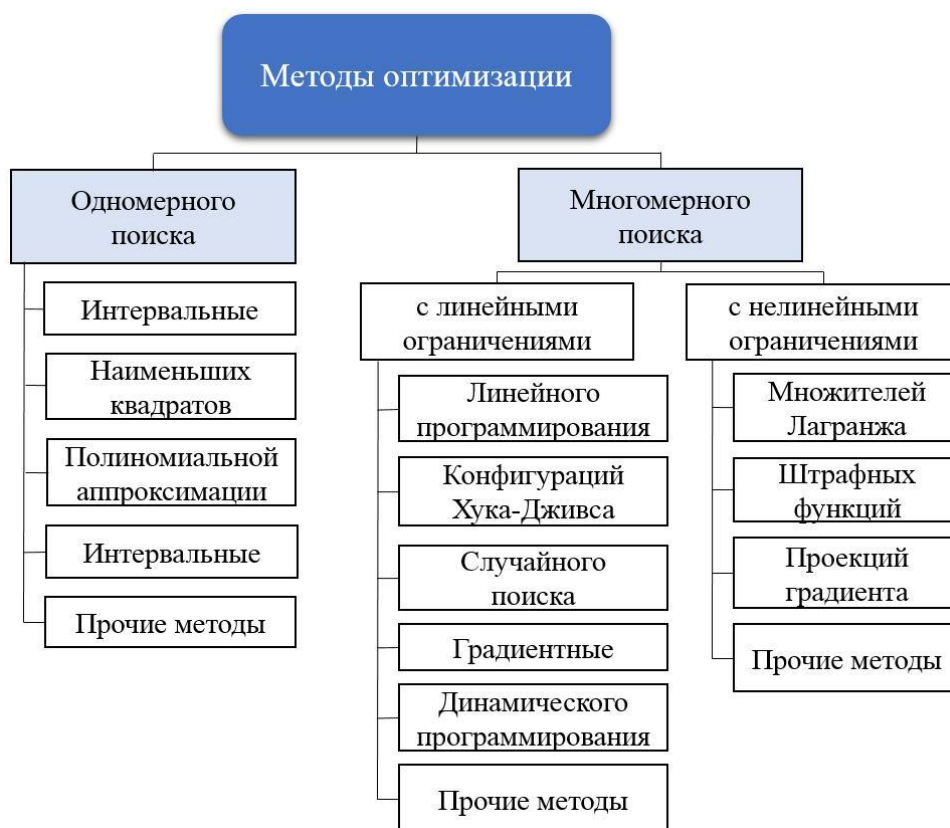 Методы оптимизации
Одномерного
поиска
Интервальные
Наименьших
квадратов
Полиномиальной
аппроксимации
Интервальные
Прочие методы
Многомерного
поиска
с линейными
ограничениями
Линейного
программирования
Конфигураций
Хука-Дживса
Случайного
поиска
Градиентные
Динамического
программирования
Прочие методы
с нелинейными
ограничениями
Множителей
Лагранжа
Штрафных
функций
Проекций
градиента
Прочие методы